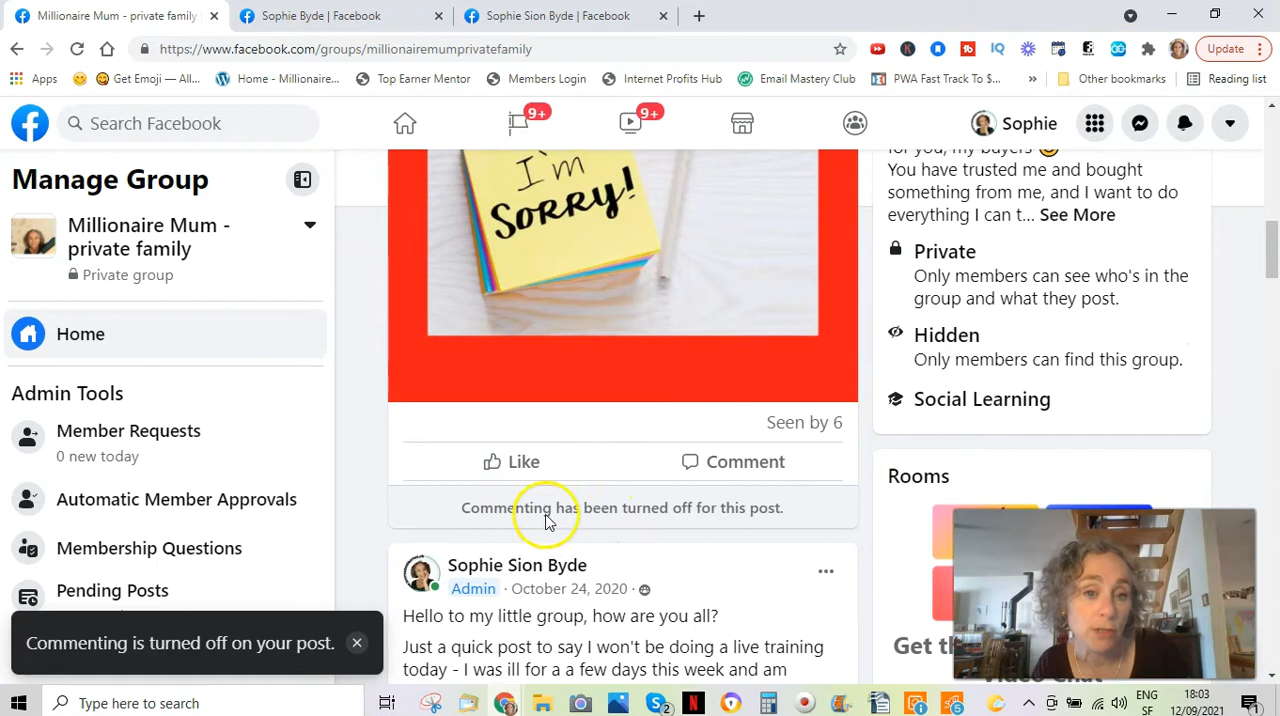 Millionaire Mum - private family
Sophie Byde | Facebook
Sophie Sion Byde | Facebook
https://www.facebook.com/groups/millionairemumprivatefamily
Update
Apps
Get Emoji — All...
Home - Millionaire...
Top Earner Mentor
Members Login
Internet Profits Hub
Email Mastery Club
PWA Fast Track To $...
»
Other bookmarks
Reading list
Search Facebook
9+
9+
Sophie
Manage Group
Millionaire Mum -
private family
Private group
Home
Admin Tools
Member Requests
0 new today
Automatic Member Approvals
Membership Questions
Pending Posts
Commenting is turned off on your post.
I'm
SORRY!
Seen by 6
Like
Comment
Commenting has been turned off for this post.
Sophie Sion Byde
Admin · October 24, 2020 ·
Hello to my little group, how are you all?
Just a quick post to say I won't be doing a live training
today - I was ill for a a few days this week and am
for you, my buyers
You have trusted me and bought
something from me, and I want to do
everything I can t... See More
Private
Only members can see who's in the
group and what they post.
Hidden
Only members can find this group.
Social Learning
Rooms
Type here to search
2
5
ENG
SF
18:03
12/09/2021
1